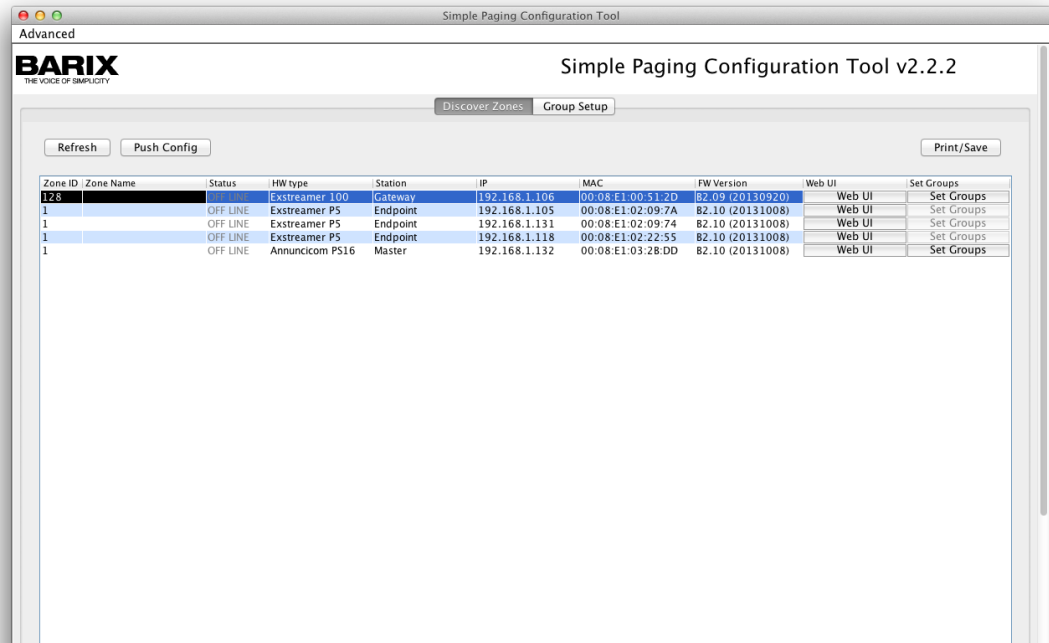 Simple Paging Configuration Tool
Advanced
BARIX
THE VOICE OF SIMPLICITY
Simple Paging Configuration Tool v2.2.2
Discover Zones Group Setup
Refresh Push Config Print/Save
Zone ID Zone Name Status HW type Station IP MAC FW Version Web UI Set Groups
128 OFF LINE Exstreamer 100 Gateway 192.168.1.106 00:08:E1:00:51:2D B2.09 (20130920) Web UI Set Groups
1 OFF LINE Exstreamer P5 Endpoint 192.168.1.105 00:08:E1:02:09:7A B2.10 (20131008) Web UI Set Groups
1 OFF LINE Exstreamer P5 Endpoint 192.168.1.131 00:08:E1:02:09:74 B2.10 (20131008) Web UI Set Groups
1 OFF LINE Exstreamer P5 Endpoint 192.168.1.118 00:08:E1:02:22:55 B2.10 (20131008) Web UI Set Groups
1 OFF LINE Annuncicom PS16 Master 192.168.1.132 00:08:E1:03:2B:DD B2.10 (20131008) Web UI Set Groups